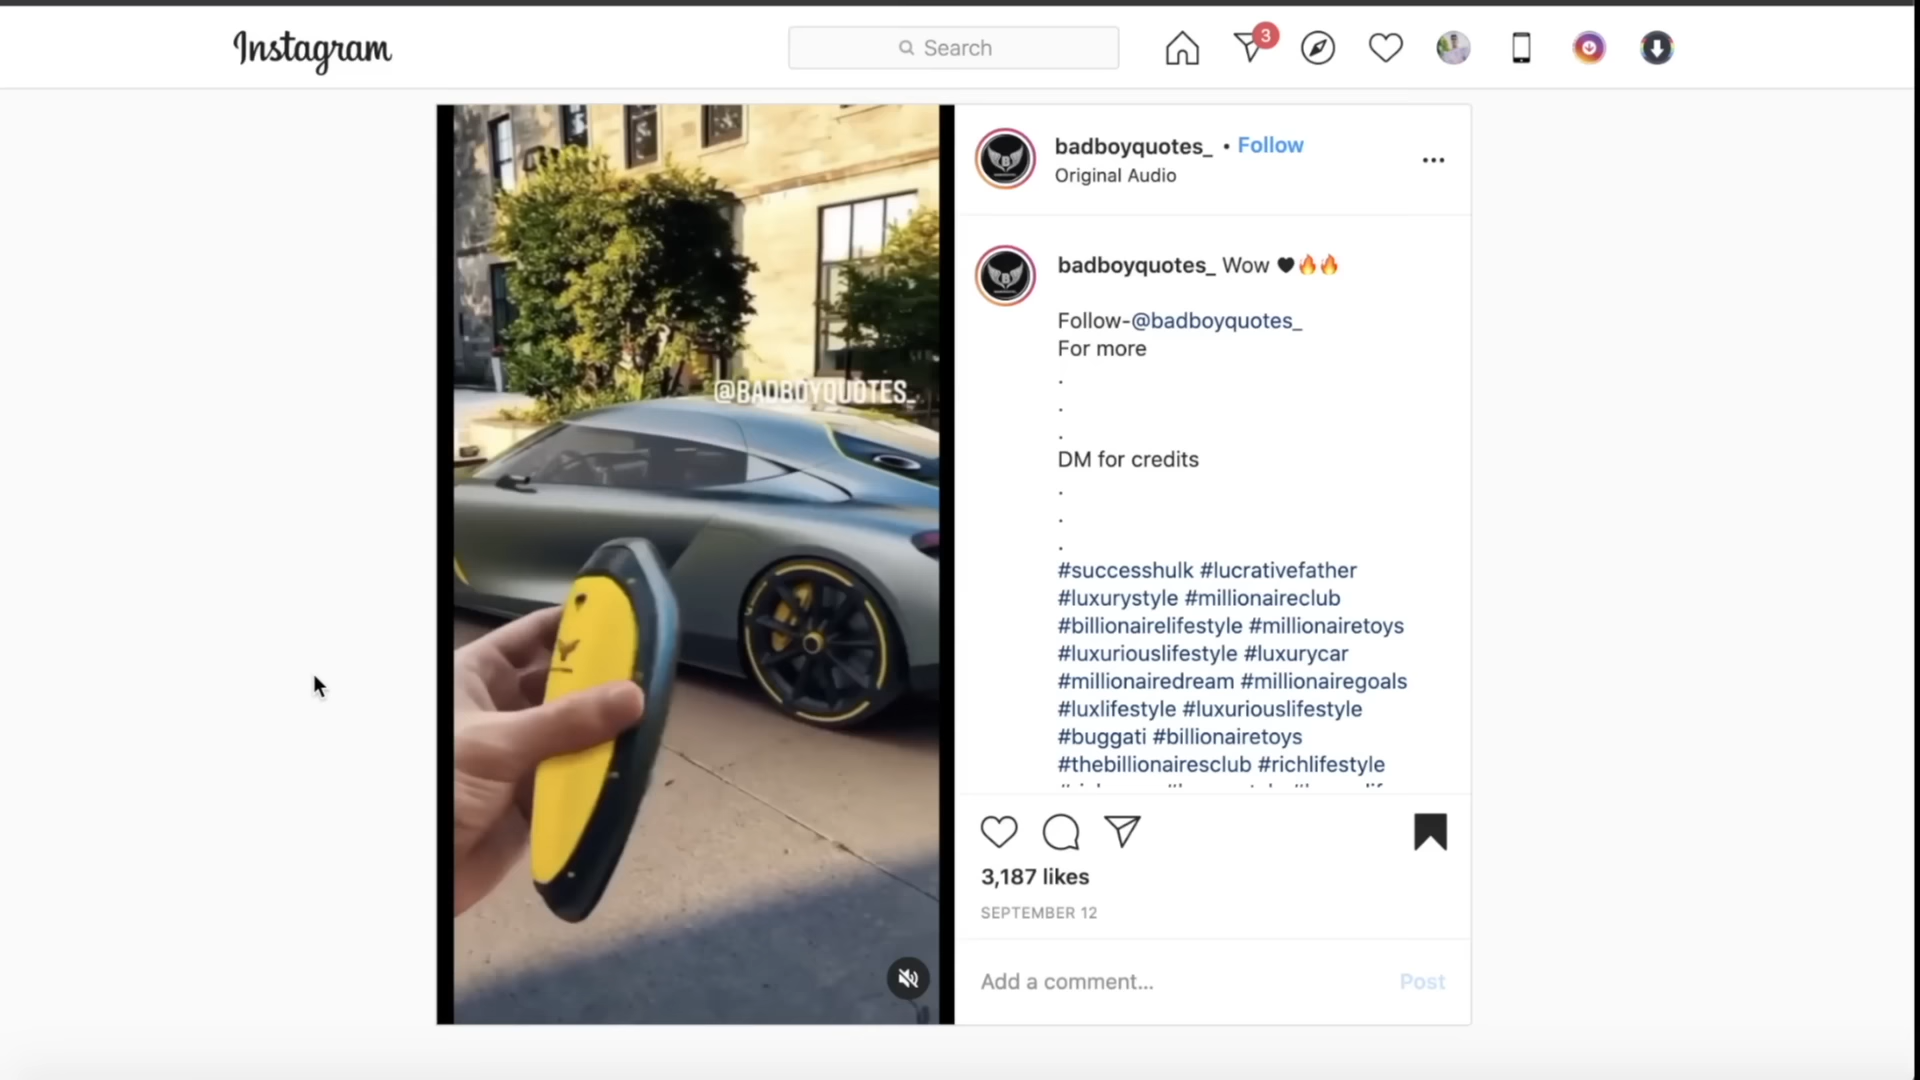 Instagram
Search
3
badboyquotes_ • Follow
Original Audio
@BADBOYQUOTES_
badboyquotes_ Wow 🖤🔥🔥
Follow-@badboyquotes_
For more
.
.
.
DM for credits
.
.
.
#successhulk #lucrativefather
#luxurystyle #millionaireclub
#billionairelifestyle #millionairetoys
#luxuriouslifestyle #luxurycar
#millionairedream #millionairegoals
#luxlifestyle #luxuriouslifestyle
#buggati #billionairetoys
#thebillionairesclub #richlifestyle
3,187 likes
SEPTEMBER 12
Add a comment...
Post